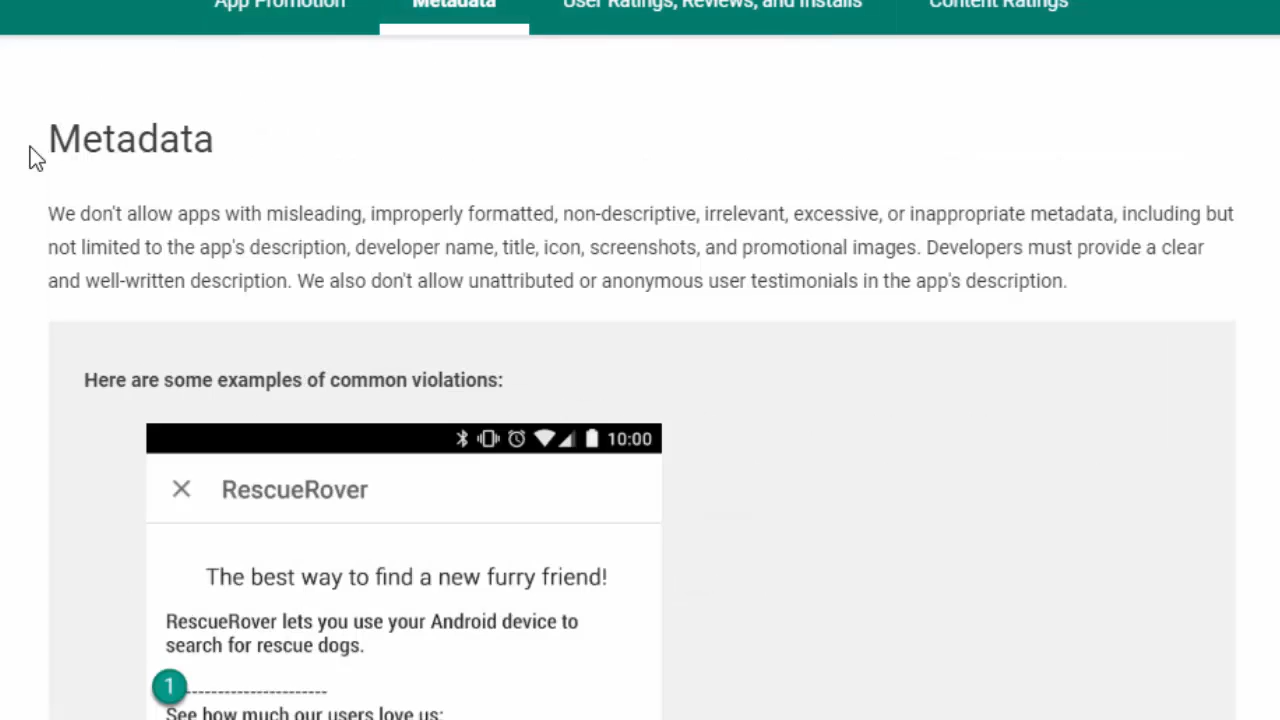 App Promotion Metadata User Ratings, Reviews, and Installs Content Ratings
Metadata
We don't allow apps with misleading, improperly formatted, non-descriptive, irrelevant, excessive, or inappropriate metadata, including but
not limited to the app's description, developer name, title, icon, screenshots, and promotional images. Developers must provide a clear
and well-written description. We also don't allow unattributed or anonymous user testimonials in the app's description.
Here are some examples of common violations:
10:00
RescueRover
The best way to find a new furry friend!
RescueRover lets you use your Android device to
search for rescue dogs.
1 ----------------------
See how much our users love us: